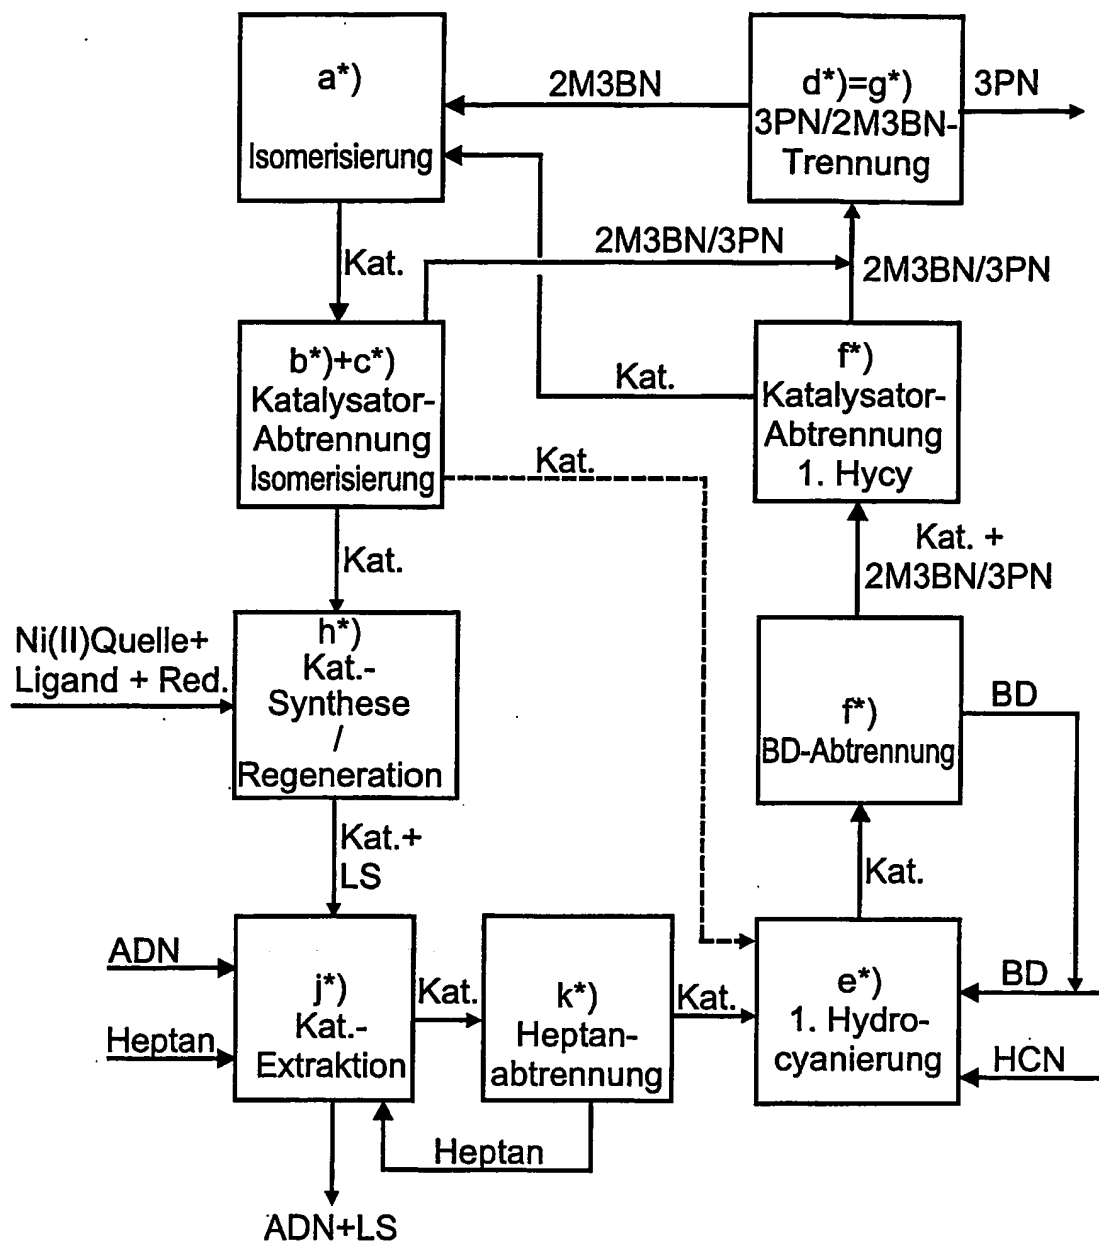 a*)
Isomerisierung
2M3BN
d*)=g*)
3PN/2M3BN-
Trennung
3PN
Kat.
2M3BN/3PN
2M3BN/3PN
b*)+c*)
Katalysator-
Abtrennung
Isomerisierung
Kat.
Kat.
f*)
Katalysator-
Abtrennung
1. Hycy
Kat.
Kat. +
2M3BN/3PN
Ni(II)Quelle+
Ligand + Red.
h*)
Kat.-
Synthese
/
Regeneration
f*)
BD-Abtrennung
BD
Kat.+
LS
Kat.
ADN
Heptan
j*)
Kat.-
Extraktion
Kat.
k*)
Heptan-
abtrennung
Kat.
e*)
1. Hydro-
cyanierung
BD
HCN
Heptan
ADN+LS